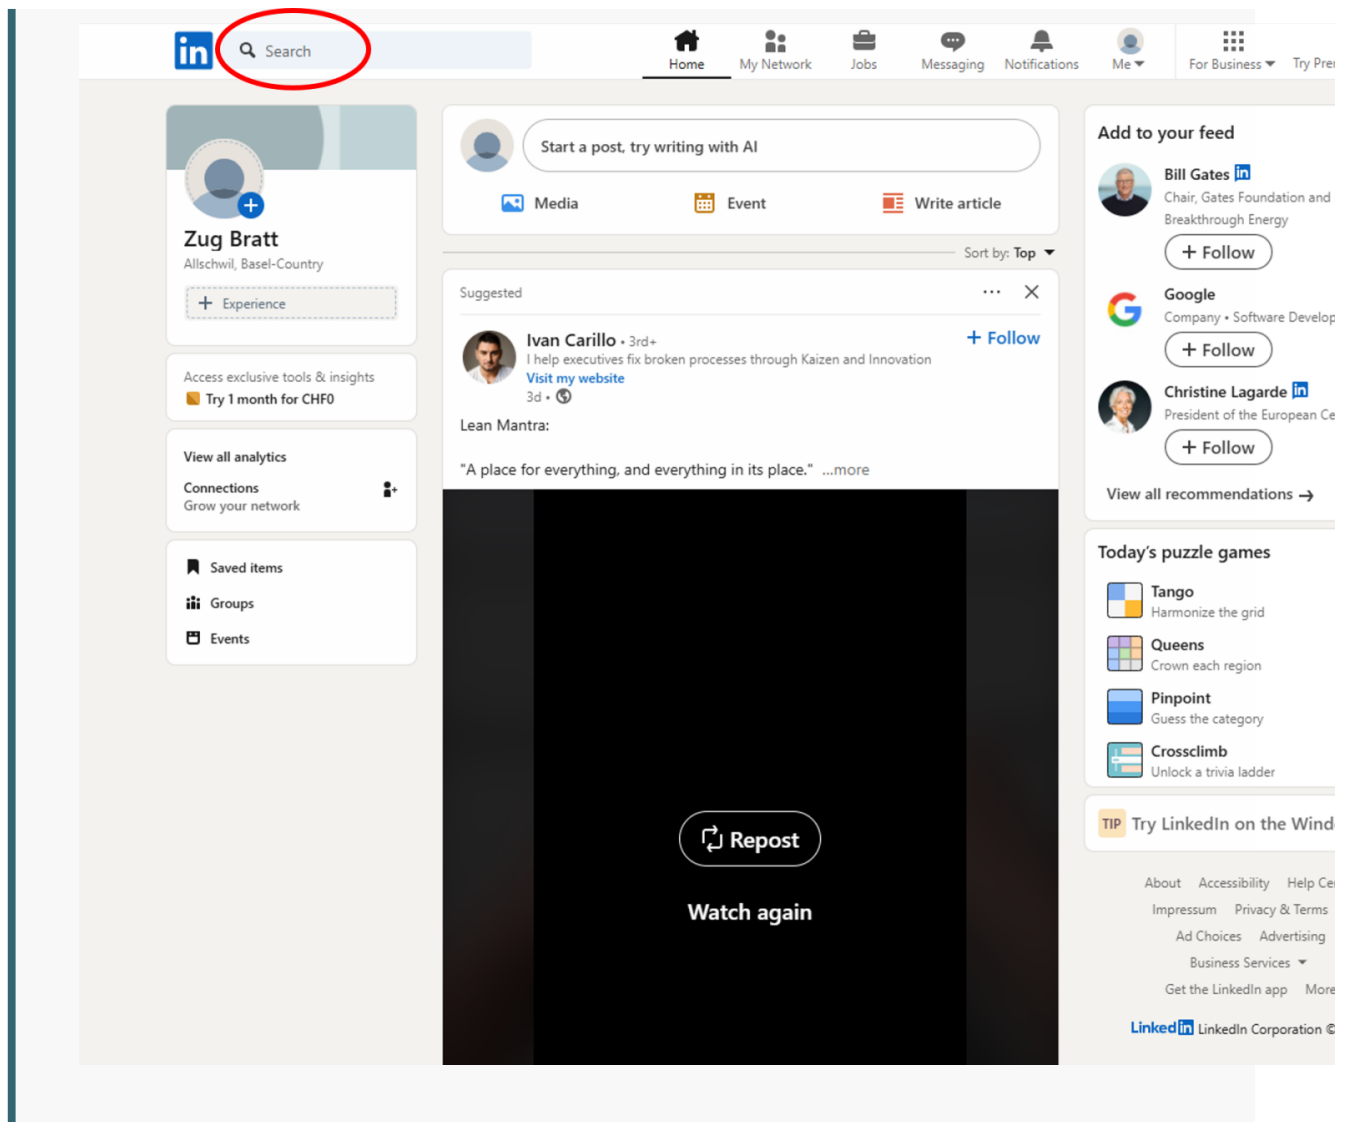 in
Search
Home
My Network
Jobs
Messaging
Notifications
Me
For Business
Try
Zug Bratt
Allschwil, Basel-Country
+ Experience
Access exclusive tools & insights
Try 1 month for CHF0
View all analytics
Connections
Grow your network
Saved items
Groups
Events
Start a post, try writing with AI
Media
Event
Write article
Sort by: Top
Suggested
Ivan Carillo • 3rd+
+ Follow
I help executives fix broken processes through Kaizen and Innovation
Visit my website
3d •
Lean Mantra:
"A place for everything, and everything in its place." ...more
Repost
Watch again
Add to your feed
Bill Gates in
Chair, Gates Foundation and
Breakthrough Energy
+ Follow
Google
Company • Software
+ Follow
Christine Lagarde in
President of the European
+ Follow
View all recommendations →
Today's puzzle games
Tango
Harmonize the grid
Queens
Crown each region
Pinpoint
Guess the category
Crossclimb
Unlock a trivia ladder
TIP Try LinkedIn on the
About Accessibility Help
Impressum Privacy & Terms
Ad Choices Advertising
Business Services
Get the LinkedIn app More
LinkedIn LinkedIn Corporation ©